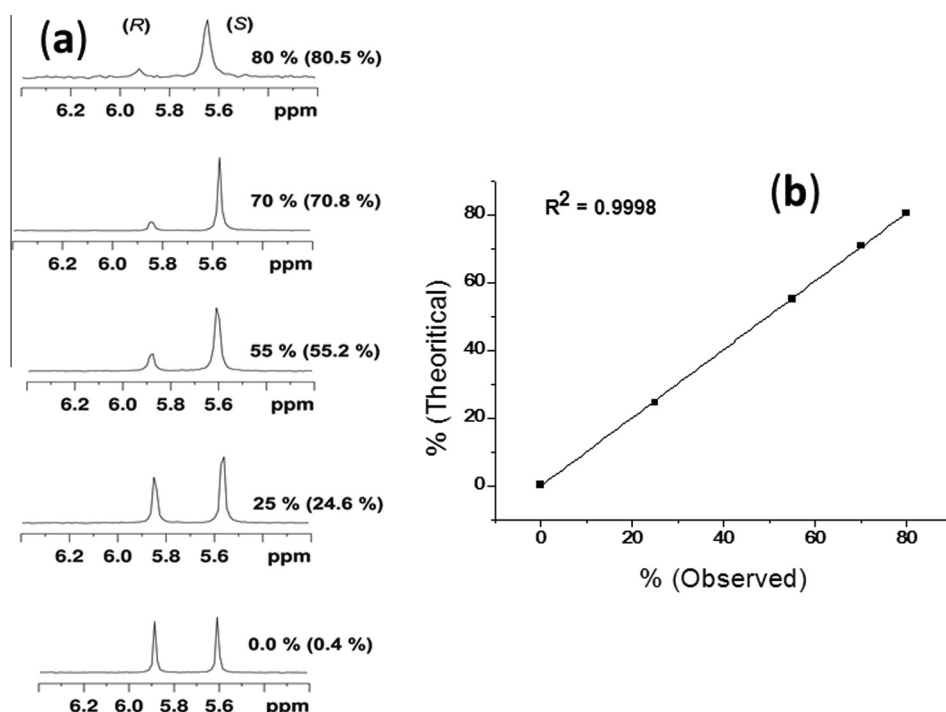 (a)
(R) (S)
80 % (80.5 %)
6.2 6.0 5.8 5.6 ppm
70 % (70.8 %)
6.2 6.0 5.8 5.6 ppm
55 % (55.2 %)
6.2 6.0 5.8 5.6 ppm
25 % (24.6 %)
6.2 6.0 5.8 5.6 ppm
0.0 % (0.4 %)
6.2 6.0 5.8 5.6 ppm
(b)
R² = 0.9998
% (Theoritical)
80
60
40
20
0
0 20 40 60 80
% (Observed)